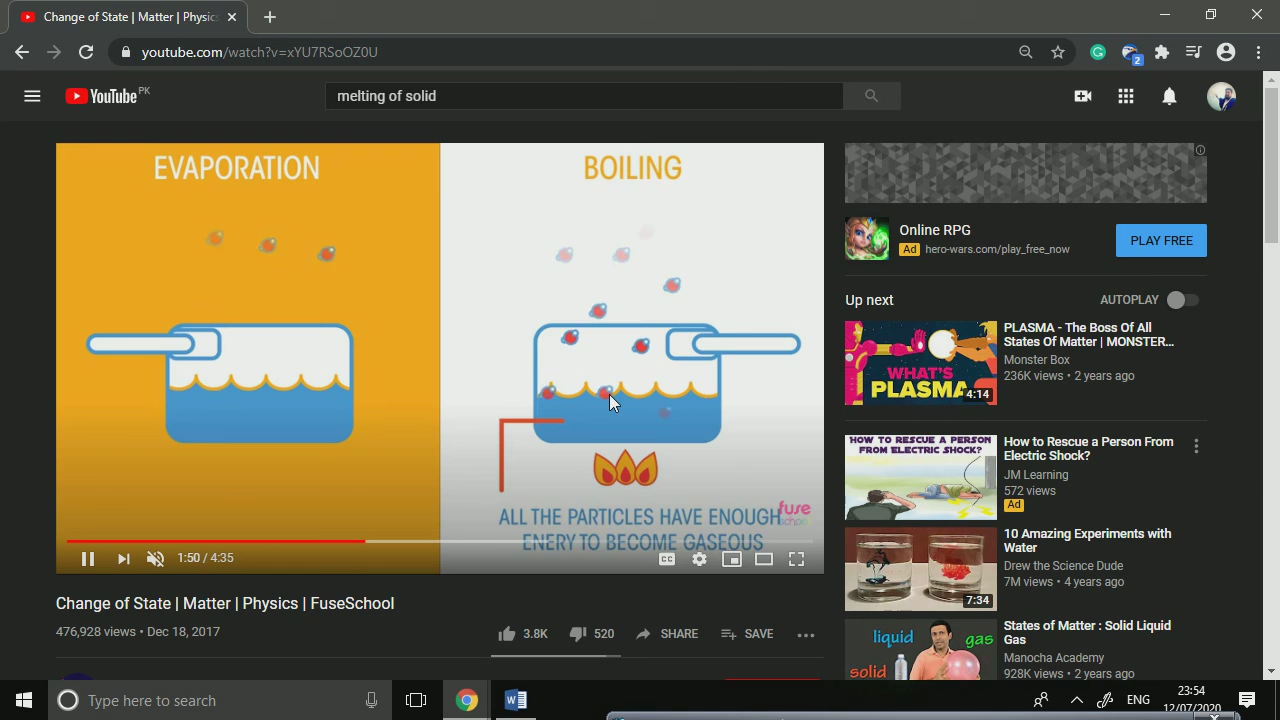 Change of State | Matter | Physics
youtube.com/watch?v=xYU7RSoOZ0U
2
YouTube PK
melting of solid
EVAPORATION
BOILING
ALL THE PARTICLES HAVE ENOUGH
ENERY TO BECOME GASEOUS
fuse
school
1:50 / 4:35
CC
Change of State | Matter | Physics | FuseSchool
476,928 views • Dec 18, 2017
3.8K
520
SHARE
SAVE
Online RPG
Ad hero-wars.com/play_free_now
PLAY FREE
Up next
AUTOPLAY
WHAT'S
PLASMA
4:14
PLASMA - The Boss Of All
States Of Matter | MONSTER...
Monster Box
236K views • 2 years ago
HOW TO RESCUE A PERSON
FROM ELECTRIC SHOCK?
How to Rescue a Person From
Electric Shock?
JM Learning
572 views
Ad
7:34
10 Amazing Experiments with
Water
Drew the Science Dude
7M views • 4 years ago
liquid
gas
solid
States of Matter : Solid Liquid
Gas
Manocha Academy
928K views • 2 years ago
Type here to search
W
ENG
23:54
12/07/2020